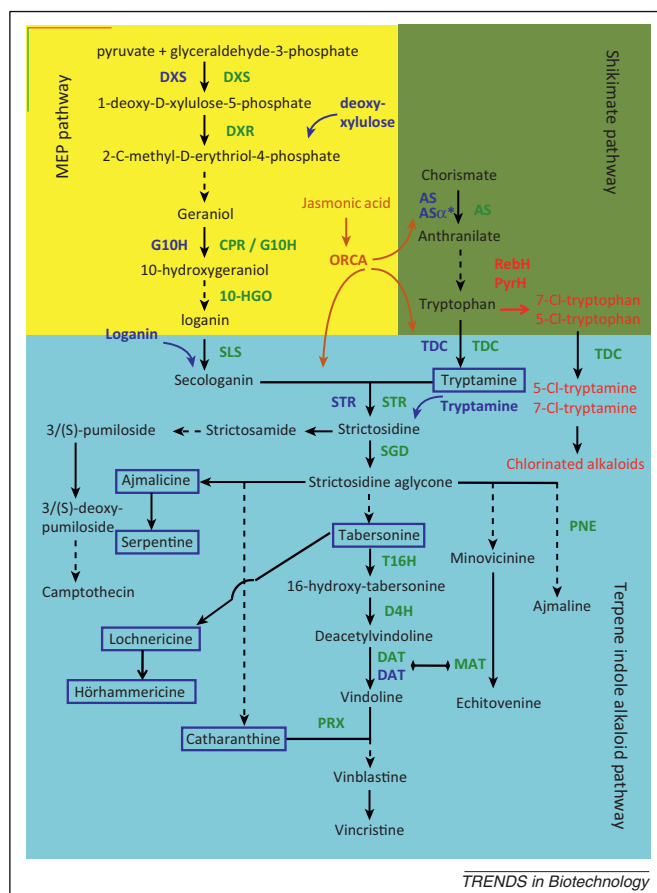 MEP pathway
pyruvate + glyceraldehyde-3-phosphate
DXS DXS
1-deoxy-D-xylulose-5-phosphate
DXR
deoxy-
xylulose
2-C-methyl-D-erythriol-4-phosphate
Geraniol
G10H CPR / G10H
10-hydroxygeraniol
10-HGO
loganin
Jasmonic acid
ORCA
Shikimate pathway
Chorismate
AS
ASα*
AS
Anthranilate
RebH
PyrH
Tryptophan
7-Cl-tryptophan
5-Cl-tryptophan
Loganin
SLS
Secologanin
TDC TDC
TDC
Tryptamine
5-Cl-tryptamine
7-Cl-tryptamine
STR STR
Tryptamine
3/(S)-pumiloside
Strictosamide
Strictosidine
SGD
Chlorinated alkaloids
Ajmalicine
Strictosidine aglycone
3/(S)-deoxy-
pumiloside
Serpentine
Tabersonine
PNE
Minovicinine
T16H
Camptothecin
16-hydroxy-tabersonine
Ajmaline
D4H
Lochnericine
Deacetylvindoline
DAT
DAT
MAT
Hörhammericine
Vindoline
Echitovenine
PRX
Catharanthine
Vinblastine
Vincristine
Terpene indole alkaloid pathway
TRENDS in Biotechnology